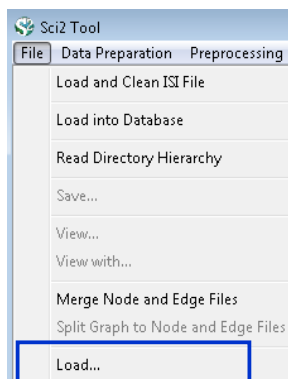 Sci2 Tool
File Data Preparation Preprocessing
Load and Clean ISI File
Load into Database
Read Directory Hierarchy
Save...
View...
View with...
Merge Node and Edge Files
Split Graph to Node and Edge Files
Load...